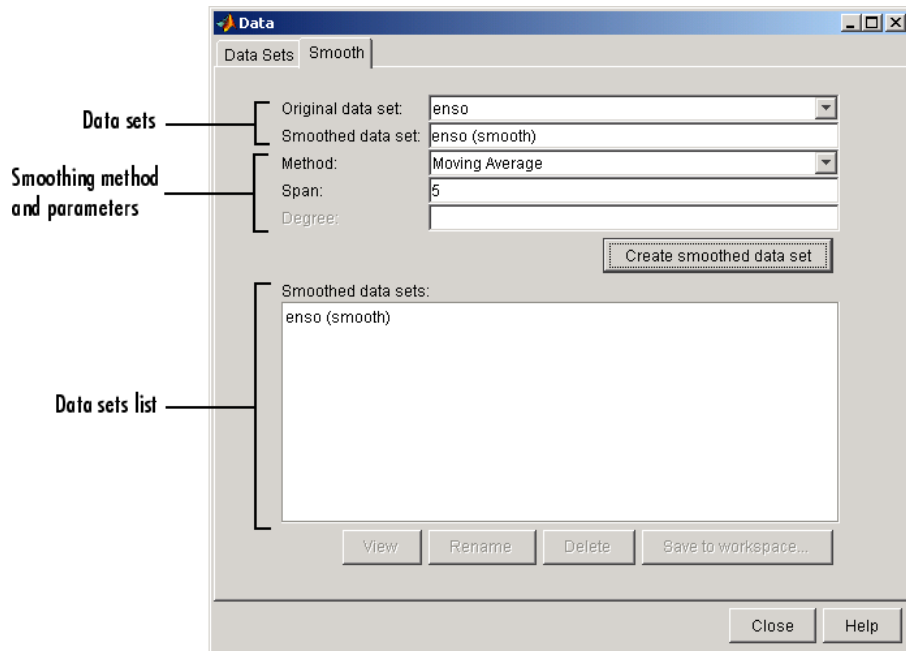 Data
Data Sets Smooth
Data sets
Original data set: enso
Smoothed data set: enso (smooth)
Smoothing method
and parameters
Method: Moving Average
Span: 5
Degree:
Create smoothed data set
Data sets list
Smoothed data sets:
enso (smooth)
View Rename Delete Save to workspace...
Close Help